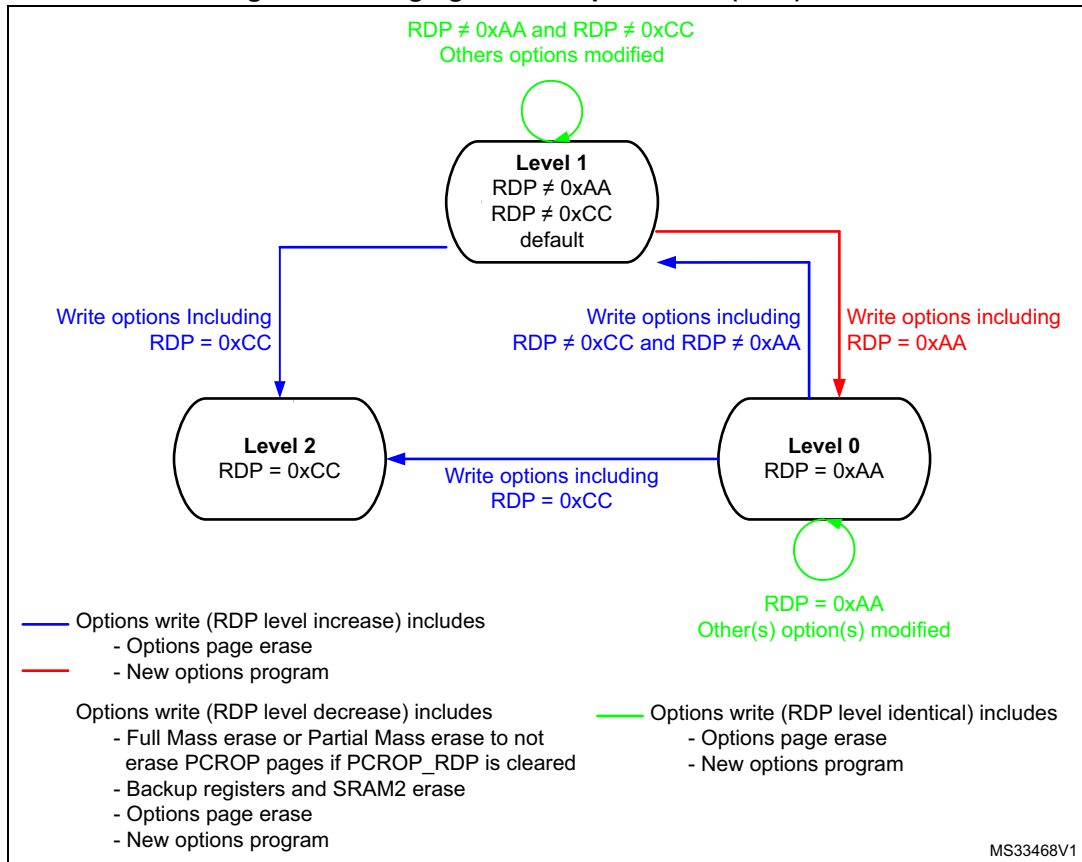 RDP ≠ 0xAA and RDP ≠ 0xCC
Others options modified
Level 1
RDP ≠ 0xAA
RDP ≠ 0xCC
default
Write options Including
RDP = 0xCC
Write options including
RDP ≠ 0xCC and RDP ≠ 0xAA
Write options including
RDP = 0xAA
Level 2
RDP = 0xCC
Level 0
RDP = 0xAA
Write options including
RDP = 0xCC
RDP = 0xAA
Other(s) option(s) modified
Options write (RDP level increase) includes
- Options page erase
- New options program
Options write (RDP level decrease) includes
- Full Mass erase or Partial Mass erase to not
erase PCROP pages if PCROP_RDP is cleared
- Backup registers and SRAM2 erase
- Options page erase
- New options program
Options write (RDP level identical) includes
- Options page erase
- New options program
MS33468V1